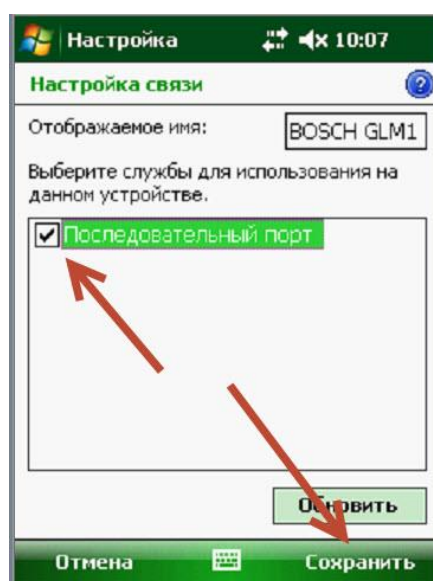 Настройка 10:07
Настройка связи
Отображаемое имя: BOSCH GLM1
Выберите службы для использования на
данном устройстве.
Последовательный порт
Обновить
Отмена Сохранить